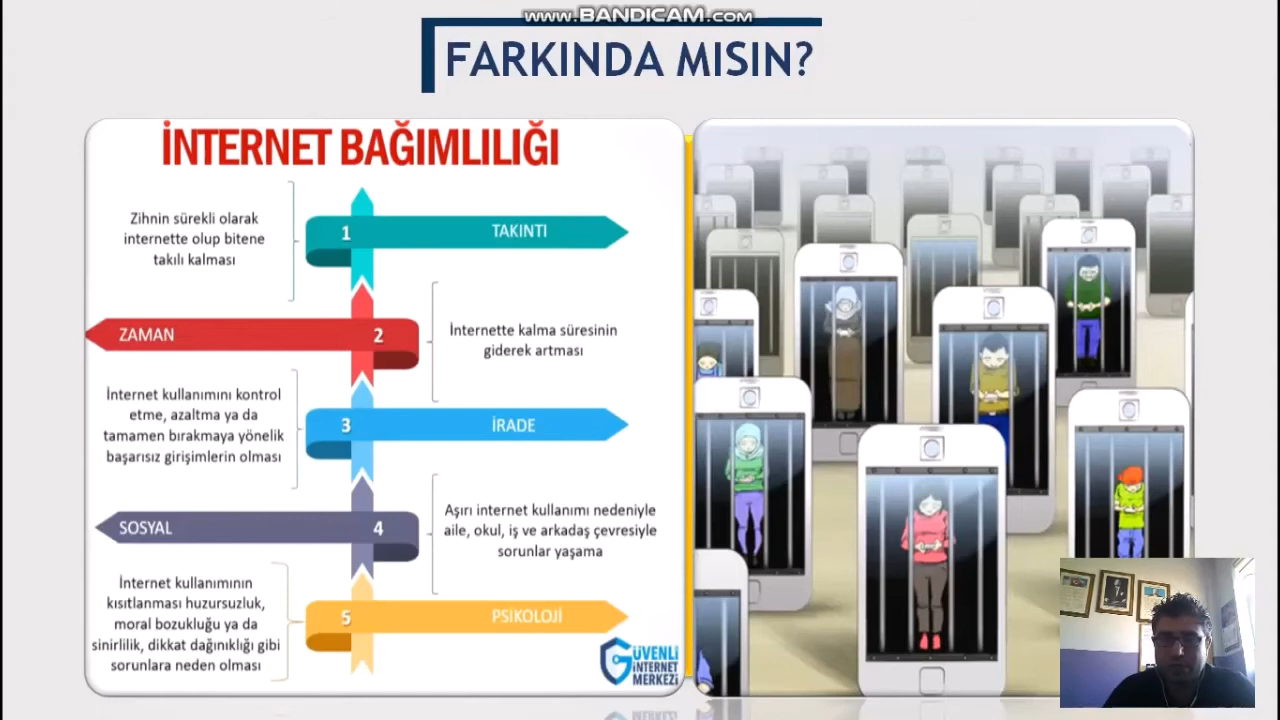 www.BANDICAM.com
FARKINDA MISIN?
İNTERNET BAĞIMLILIĞI
Zihnin sürekli olarak
internette olup bitene
takılı kalması
1
TAKINTI
ZAMAN
2
İnternette kalma süresinin
giderek artması
İnternet kullanımını kontrol
etme, azaltma ya da
tamamen bırakmaya yönelik
başarısız girişimlerin olması
3
İRADE
SOSYAL
4
Aşırı internet kullanımı nedeniyle
aile, okul, iş ve arkadaş çevresiyle
sorunlar yaşama
İnternet kullanımının
kısıtlanması huzursuzluk,
moral bozukluğu ya da
sinirlilik, dikkat dağınıklığı gibi
sorunlara neden olması
5
PSİKOLOJİ
GÜVENLİ
İNTERNET
MERKEZİ